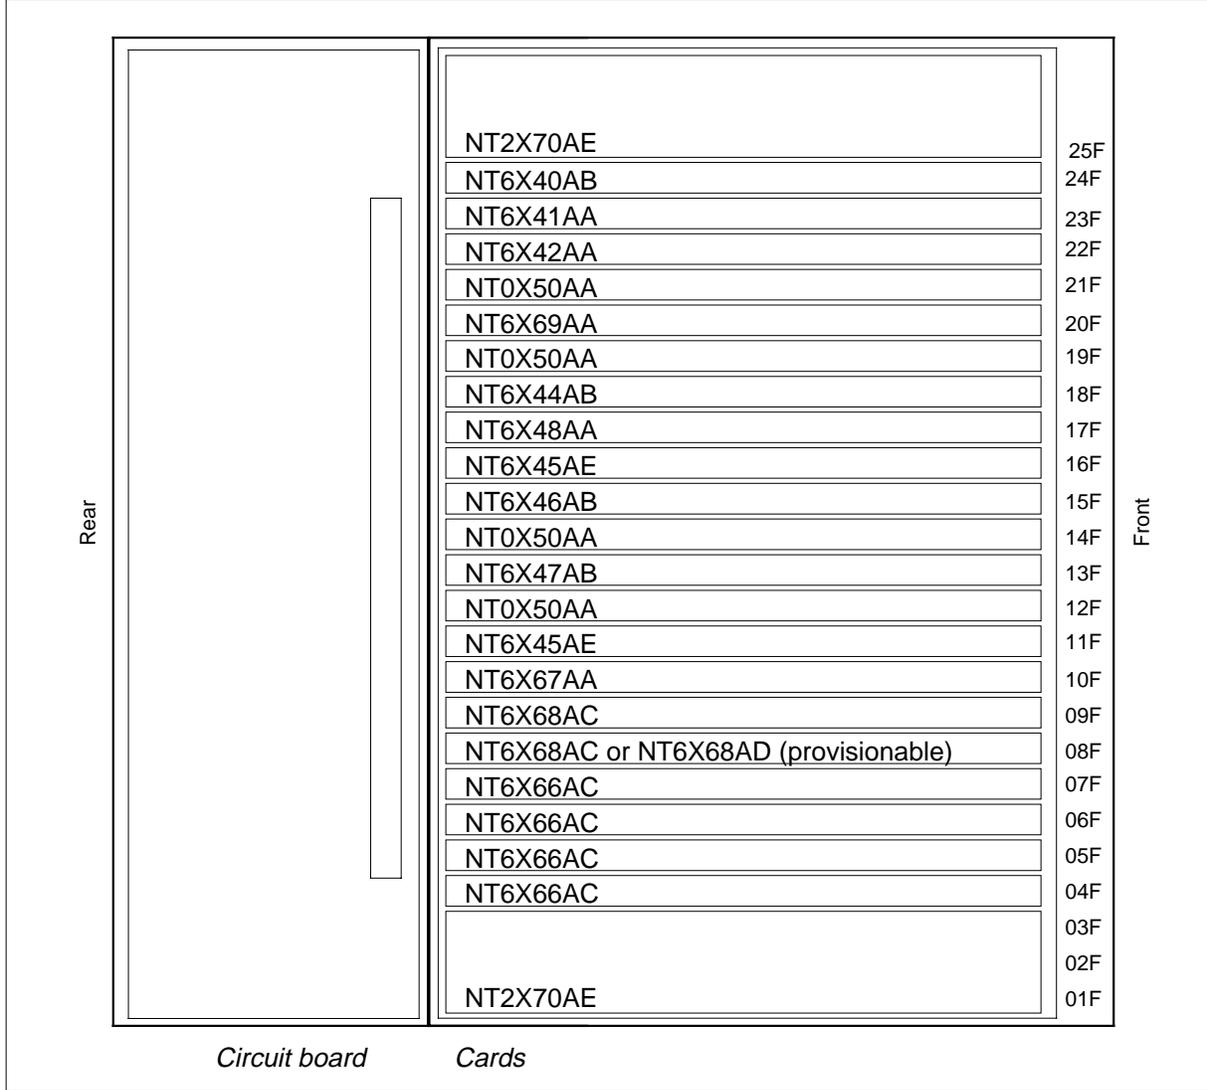 NT2X70AE 25F
NT6X40AB 24F
NT6X41AA 23F
NT6X42AA 22F
NT0X50AA 21F
NT6X69AA 20F
NT0X50AA 19F
NT6X44AB 18F
NT6X48AA 17F
NT6X45AE 16F
NT6X46AB 15F
Rear
Front
NT0X50AA 14F
NT6X47AB 13F
NT0X50AA 12F
NT6X45AE 11F
NT6X67AA 10F
NT6X68AC 09F
NT6X68AC or NT6X68AD (provisionable) 08F
NT6X66AC 07F
NT6X66AC 06F
NT6X66AC 05F
NT6X66AC 04F
03F
02F
NT2X70AE 01F
Circuit board Cards